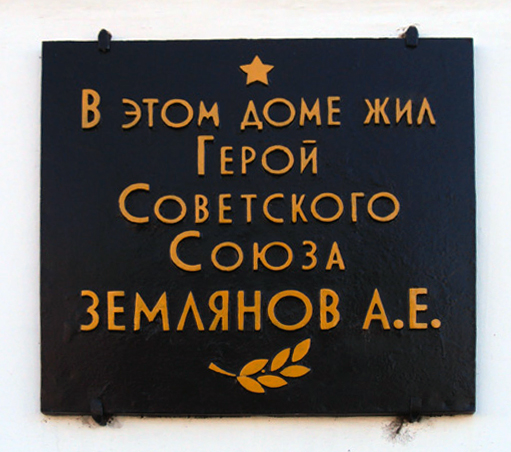 В ЭТОМ ДОМЕ ЖИЛ
ГЕРОЙ
СОВЕТСКОГО
СОЮЗА
ЗЕМЛЯНОВ А.Е.